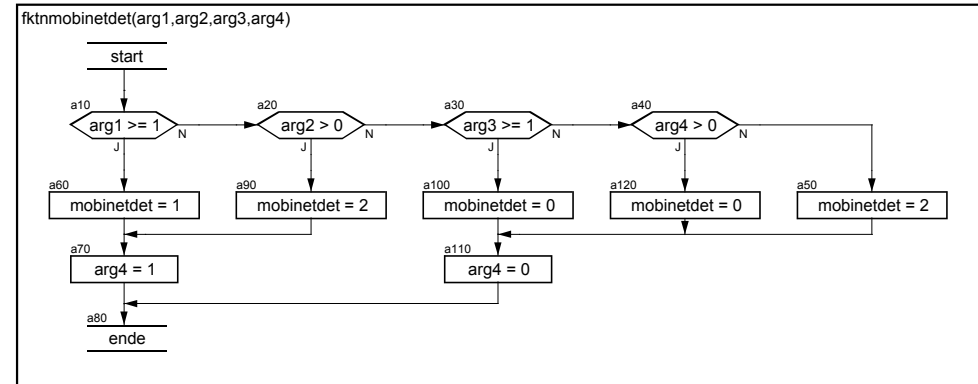 fktnmobinetdet(arg1,arg2,arg3,arg4)
start
a10
arg1 >= 1
N
J
a20
arg2 > 0
N
J
a30
arg3 >= 1
N
J
a40
arg4 > 0
N
J
a60
mobinetdet = 1
a90
mobinetdet = 2
a100
mobinetdet = 0
a120
mobinetdet = 0
a50
mobinetdet = 2
a70
arg4 = 1
a110
arg4 = 0
a80
ende